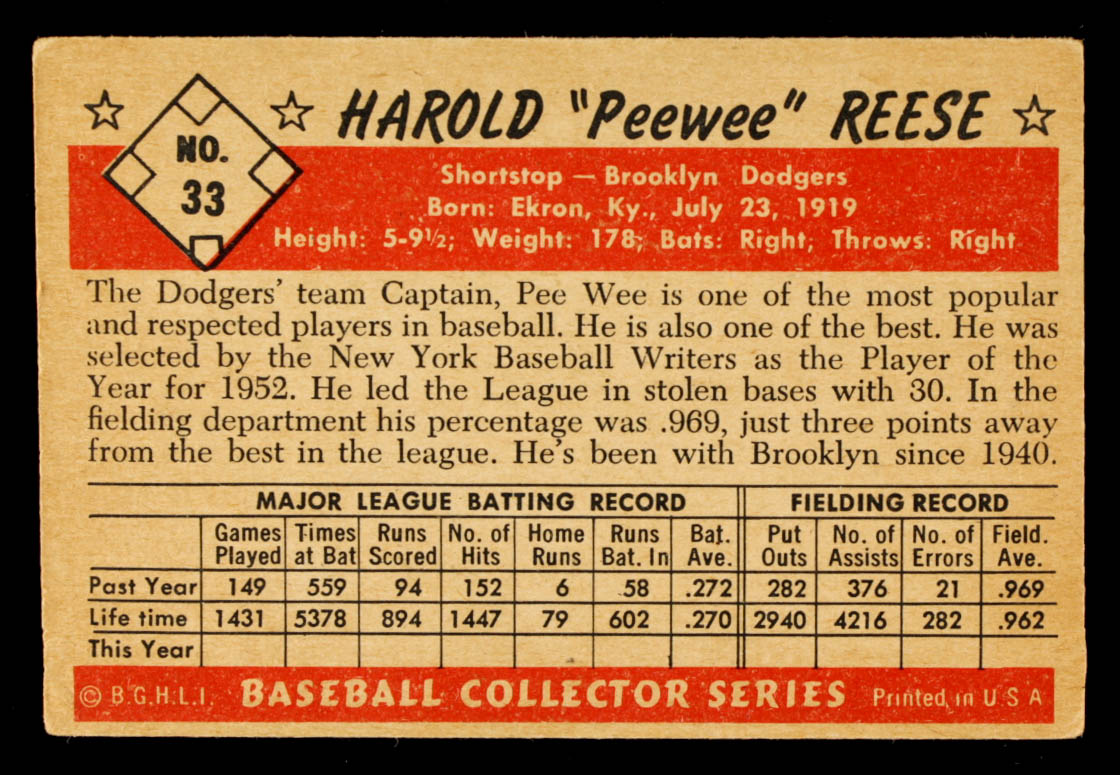 HAROLD "Peewee" REESE
NO.
33
Shortstop — Brooklyn Dodgers
Born: Ekron, Ky., July 23, 1919
Height: 5-9½; Weight: 178; Bats: Right; Throws: Right
The Dodgers' team Captain, Pee Wee is one of the most popular
and respected players in baseball. He is also one of the best. He was
selected by the New York Baseball Writers as the Player of the
Year for 1952. He led the League in stolen bases with 30. In the
fielding department his percentage was .969, just three points away
from the best in the league. He's been with Brooklyn since 1940.
MAJOR LEAGUE BATTING RECORD FIELDING RECORD
Games Times Runs No. of Home Runs Bat. Put No. of No. of Field.
Played at Bat Scored Hits Runs Bat. In Ave. Outs Assists Errors Ave.
Past Year 149 559 94 152 6 58 .272 282 376 21 .969
Life time 1431 5378 894 1447 79 602 .270 2940 4216 282 .962
This Year
© B.G.H.L.I. BASEBALL COLLECTOR SERIES Printed in U S A